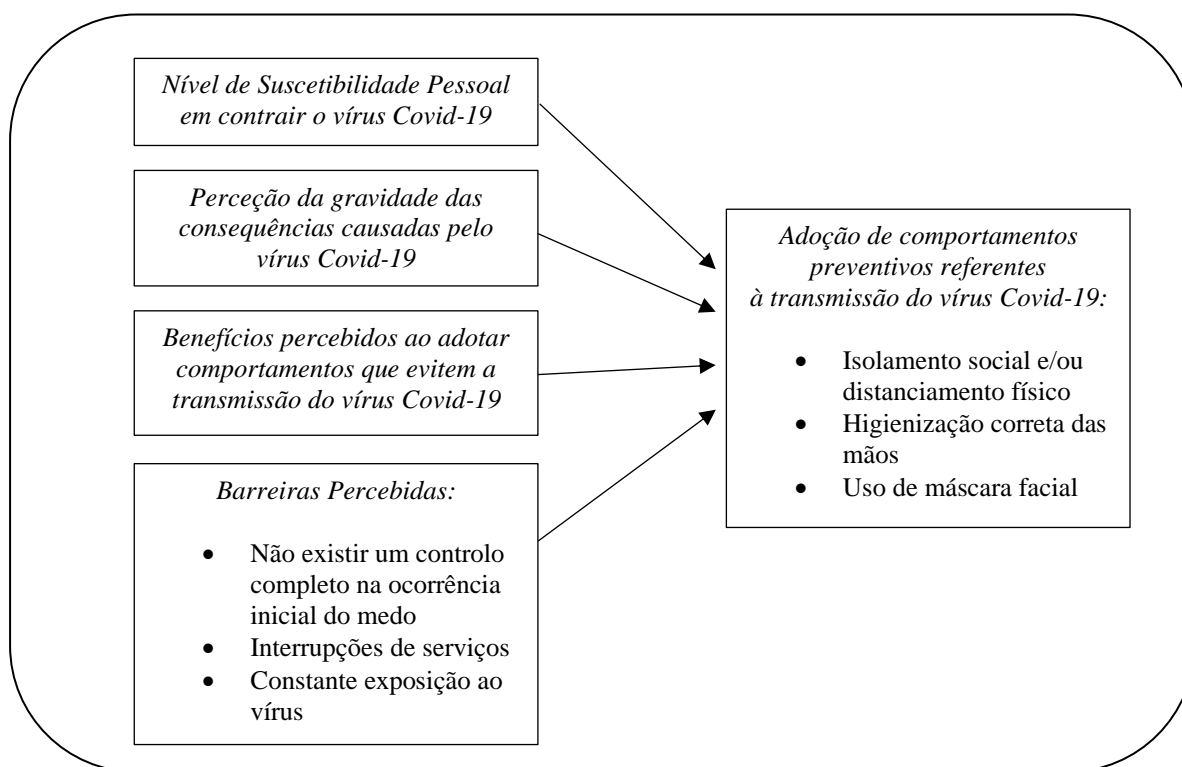 Nível de Suscetibilidade Pessoal
em contrair o vírus Covid-19
Perceção da gravidade das
consequências causadas pelo
vírus Covid-19
Benefícios percebidos ao adotar
comportamentos que evitem a
transmissão do vírus Covid-19
Barreiras Percebidas:
• Não existir um controlo
completo na ocorrência
inicial do medo
• Interrupções de serviços
• Constante exposição ao
vírus
Adoção de comportamentos
preventivos referentes
à transmissão do vírus Covid-19:
• Isolamento social e/ou
distanciamento físico
• Higienização correta das
mãos
• Uso de máscara facial